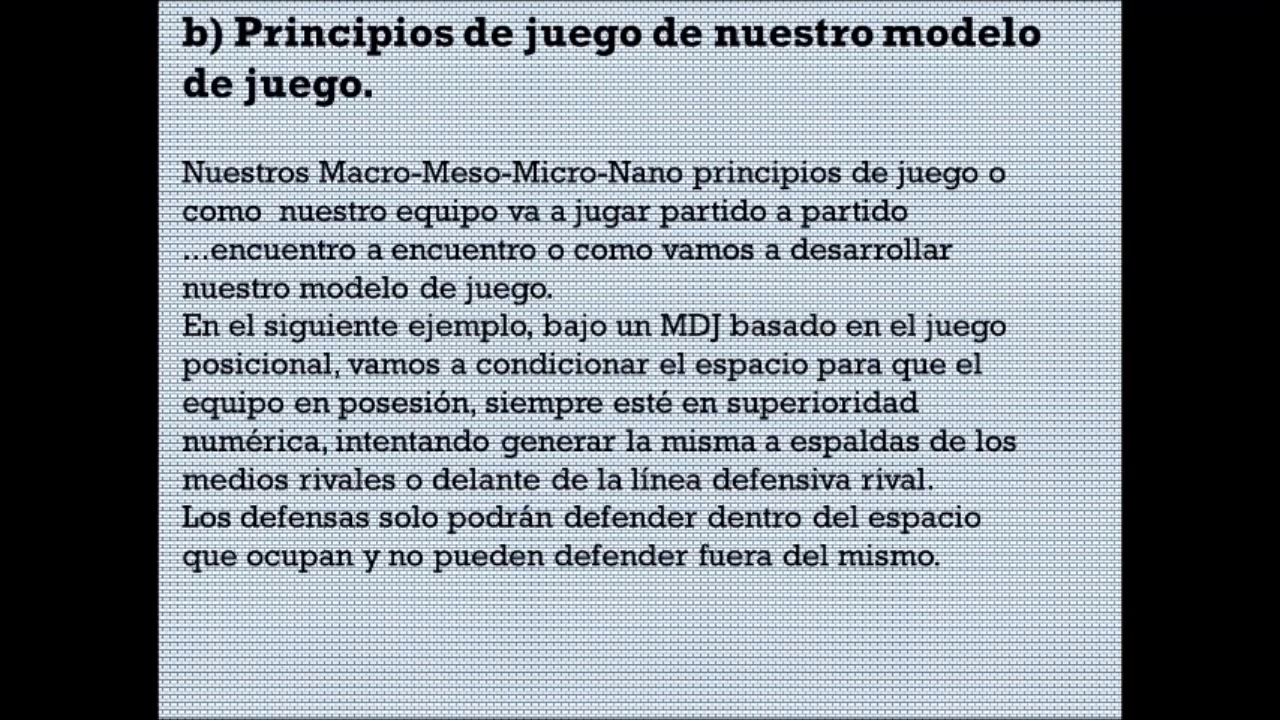 b) Principios de juego de nuestro modelo
de juego.
Nuestros Macro-Meso-Micro-Nano principios de juego o
como nuestro equipo va a jugar partido a partido
...encuentro a encuentro o como vamos a desarrollar
nuestro modelo de juego.
En el siguiente ejemplo, bajo un MDJ basado en el juego
posicional, vamos a condicionar el espacio para que el
equipo en posesión, siempre esté en superioridad
numérica, intentando generar la misma a espaldas de los
medios rivales o delante de la línea defensiva rival.
Los defensas solo podrán defender dentro del espacio
que ocupan y no pueden defender fuera del mismo.